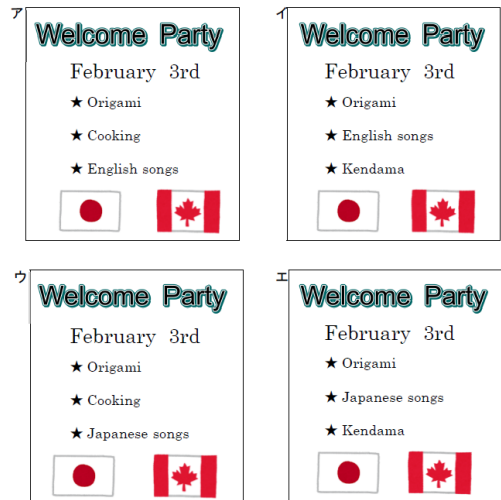 ア
Welcome Party
February 3rd
★ Origami
★ Cooking
★ English songs
イ
Welcome Party
February 3rd
★ Origami
★ English songs
★ Kendama
ウ
Welcome Party
February 3rd
★ Origami
★ Cooking
★ Japanese songs
エ
Welcome Party
February 3rd
★ Origami
★ Japanese songs
★ Kendama